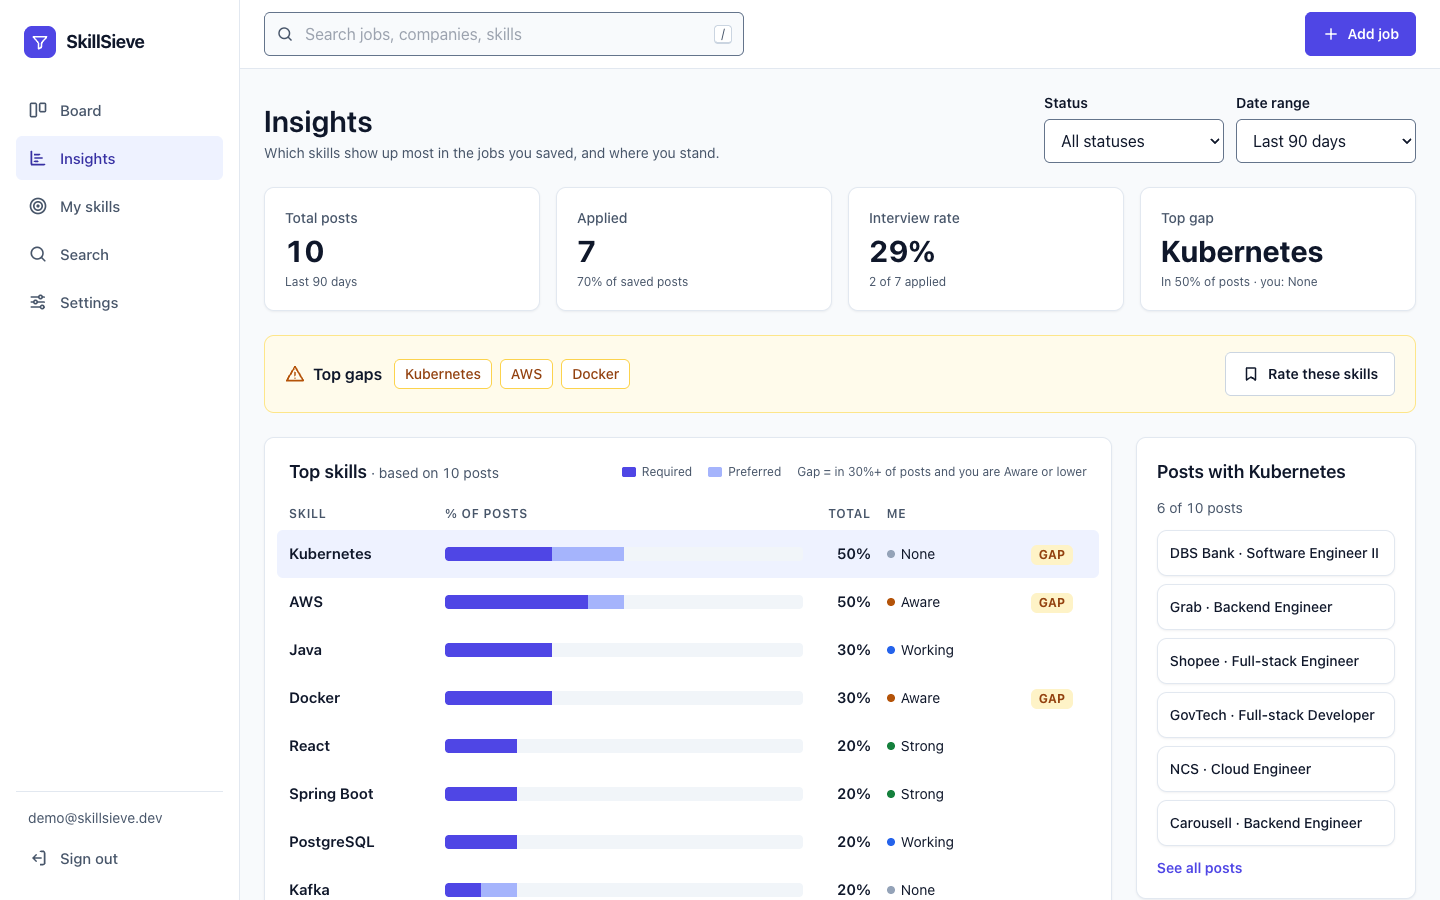 SkillSieve
Search jobs, companies, skills
/
Add job
Board
Insights
My skills
Search
Settings
demo@skillsieve.dev
Sign out
Insights
Which skills show up most in the jobs you saved, and where you stand.
Status
All statuses
Date range
Last 90 days
Total posts
10
Last 90 days
Applied
7
70% of saved posts
Interview rate
29%
2 of 7 applied
Top gap
Kubernetes
In 50% of posts · you: None
Top gaps
Kubernetes
AWS
Docker
Rate these skills
Top skills · based on 10 posts
Required
Preferred
Gap = in 30%+ of posts and you are Aware or lower
SKILL % OF POSTS TOTAL ME
Kubernetes 50% None GAP
AWS 50% Aware GAP
Java 30% Working
Docker 30% Aware GAP
React 20% Strong
Spring Boot 20% Strong
PostgreSQL 20% Working
Kafka 20% None
Posts with Kubernetes
6 of 10 posts
DBS Bank · Software Engineer II
Grab · Backend Engineer
Shopee · Full-stack Engineer
GovTech · Full-stack Developer
NCS · Cloud Engineer
Carousell · Backend Engineer
See all posts